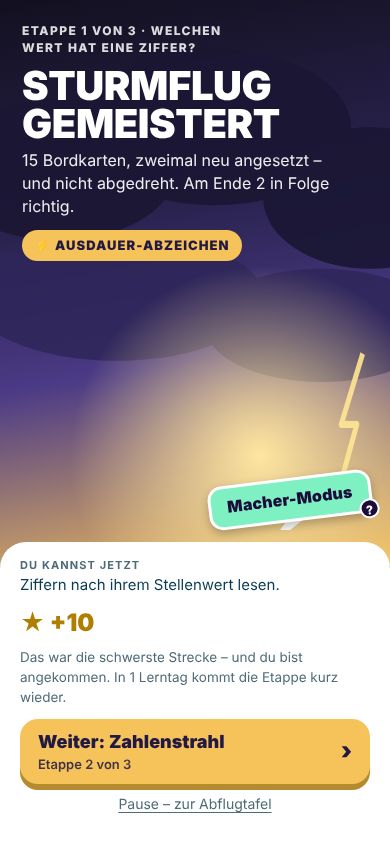 ETAPPE 1 VON 3 · WELCHEN
WERT HAT EINE ZIFFER?
STURMFLUG
GEMEISTERT
15 Bordkarten, zweimal neu angesetzt –
und nicht abgedreht. Am Ende 2 in Folge
richtig.
⚡ AUSDAUER-ABZEICHEN
Macher-Modus
?
DU KANNST JETZT
Ziffern nach ihrem Stellenwert lesen.
★ +10
Das war die schwerste Strecke – und du bist
angekommen. In 1 Lerntag kommt die Etappe kurz
wieder.
Weiter: Zahlenstrahl
Etappe 2 von 3
›
Pause – zur Abflugtafel